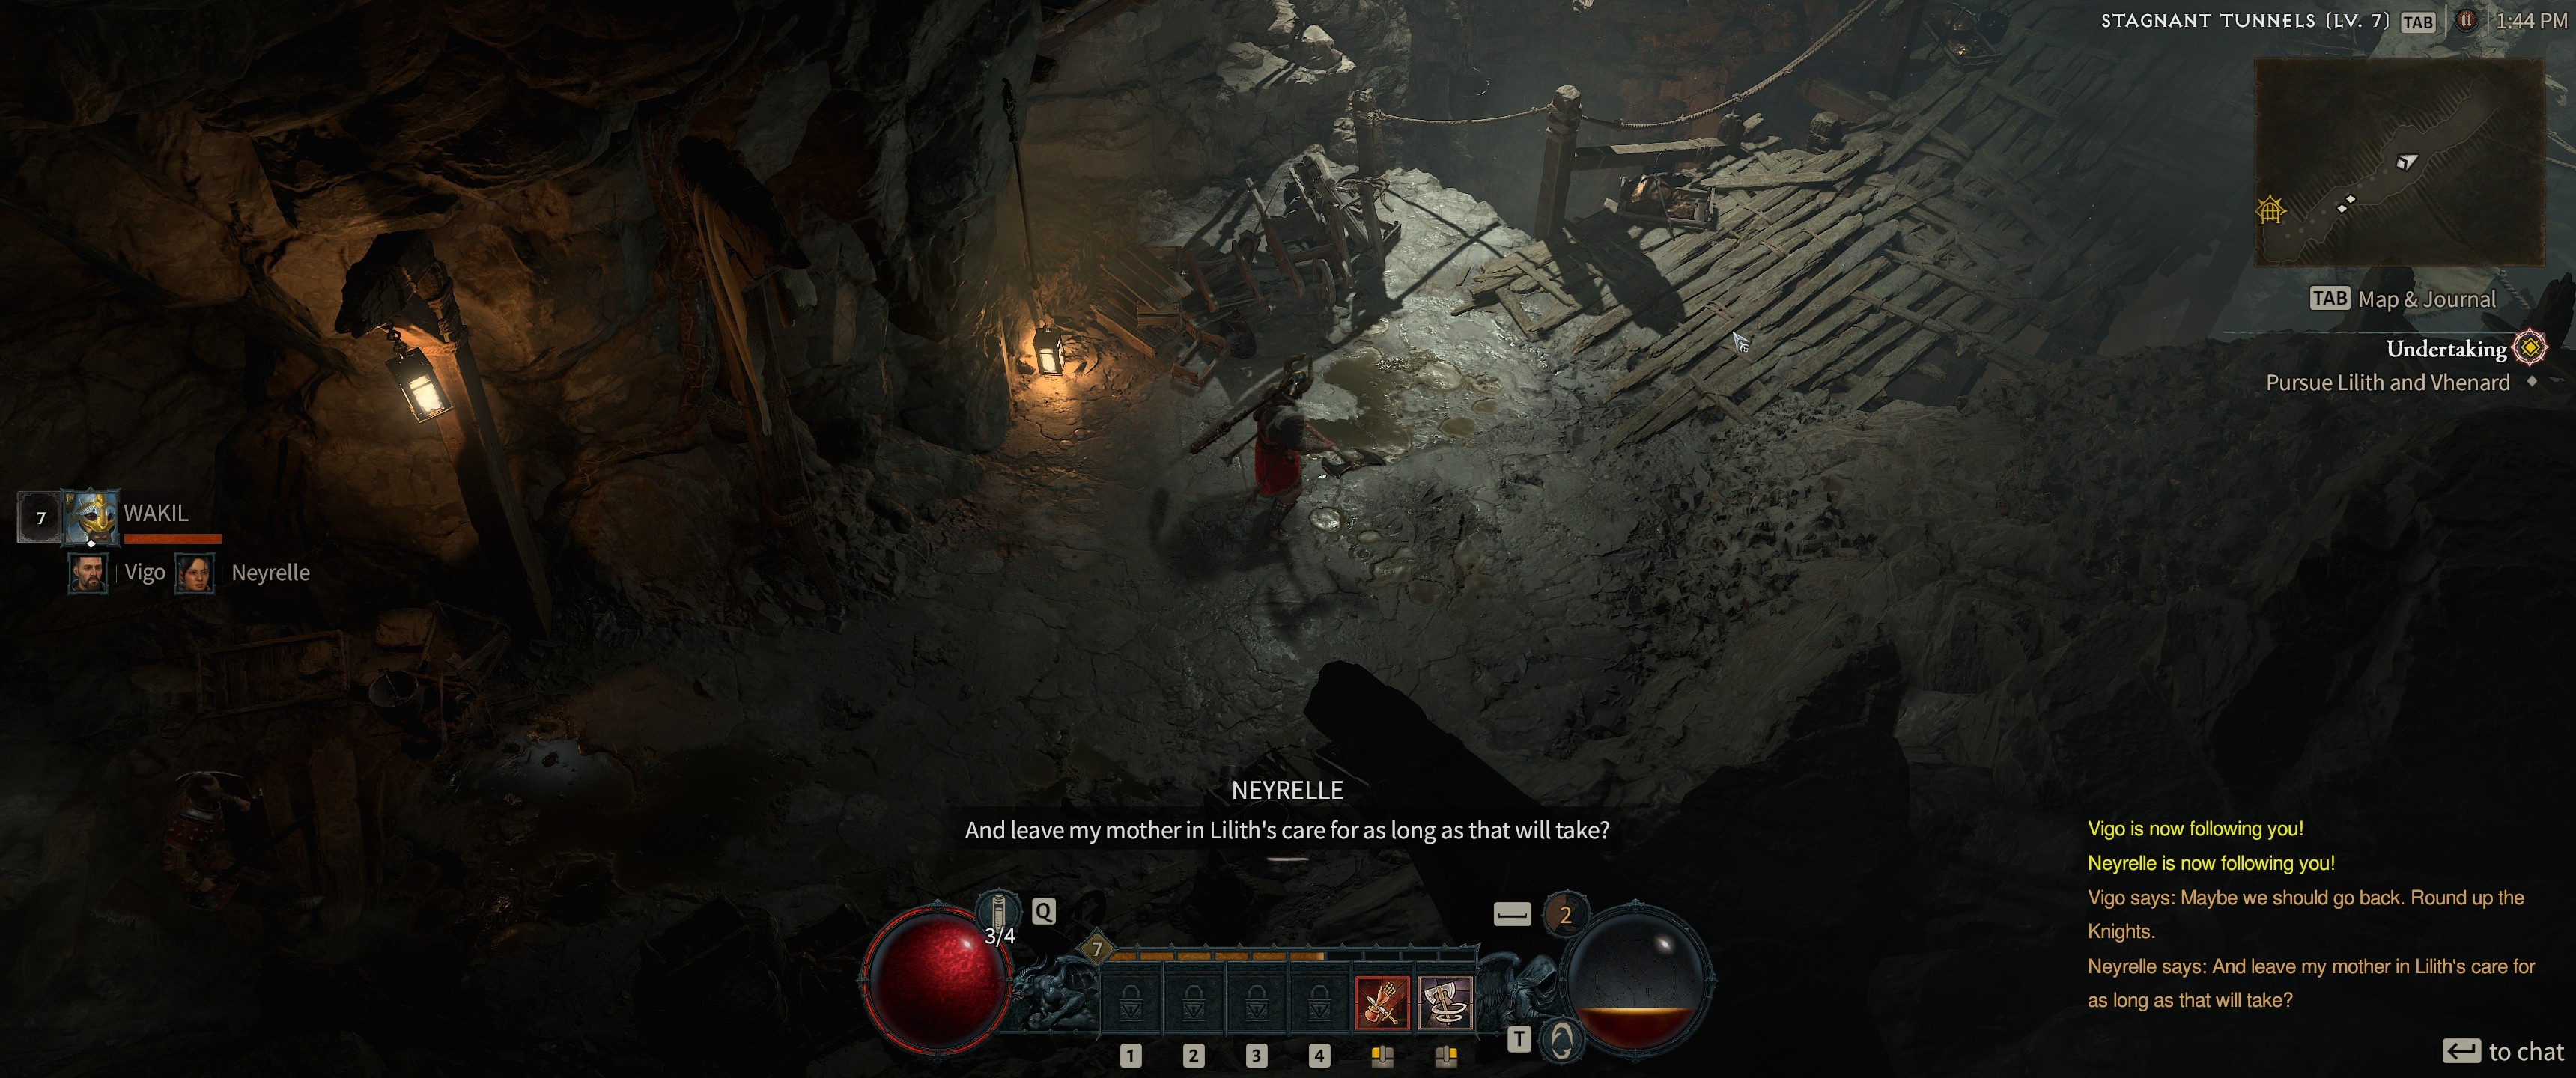 STAGNANT TUNNELS (LV. 7) TAB 1:44 PM
TAB Map & Journal
Undertaking
Pursue Lilith and Vhenard
7 WAKIL
Vigo Neyrelle
NEYRELLE
And leave my mother in Lilith's care for as long as that will take?
Vigo is now following you!
Neyrelle is now following you!
Vigo says: Maybe we should go back. Round up the
Knights.
Neyrelle says: And leave my mother in Lilith's care for
as long as that will take?
Q
3/4
7
2
T
1 2 3 4
to chat